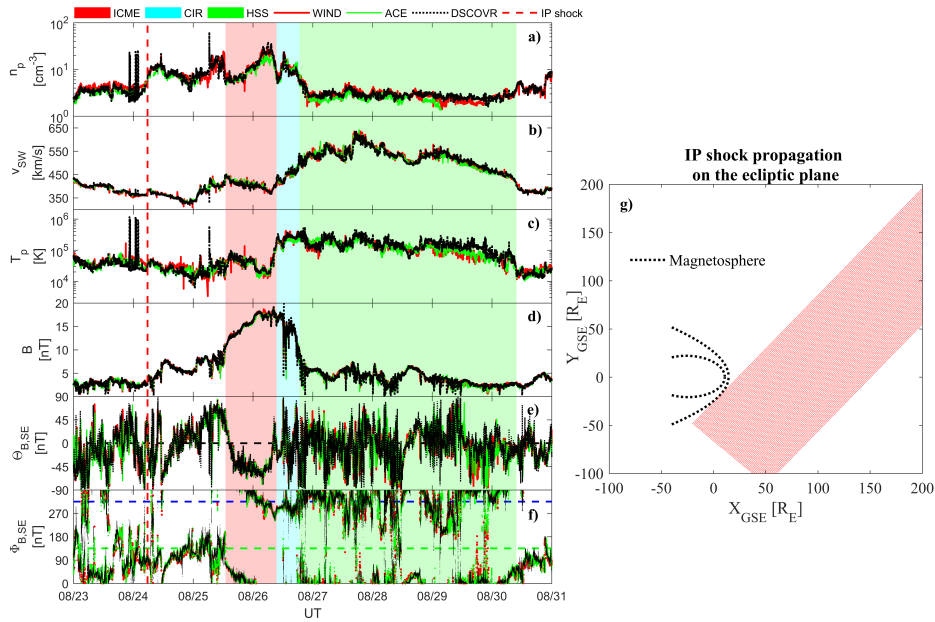 ICME CIR HSS WIND ACE DSCOVR IP shock
a)
n_p
[cm^-3]
10^2
10^1
10^0
b)
v_SW
[km/s]
650
550
450
350
c)
T_p
[K]
10^6
10^5
10^4
d)
B
[nT]
20
15
10
5
e)
Θ_B,SE
[nT]
90
45
0
-45
-90
f)
Φ_B,SE
[nT]
270
180
90
0
08/23 08/24 08/25 08/26 08/27 08/28 08/29 08/30 08/31
UT
IP shock propagation
on the ecliptic plane
g)
Magnetosphere
Y_GSE [R_E]
200
150
100
50
0
-50
-100
-100 -50 0 50 100 150 200
X_GSE [R_E]